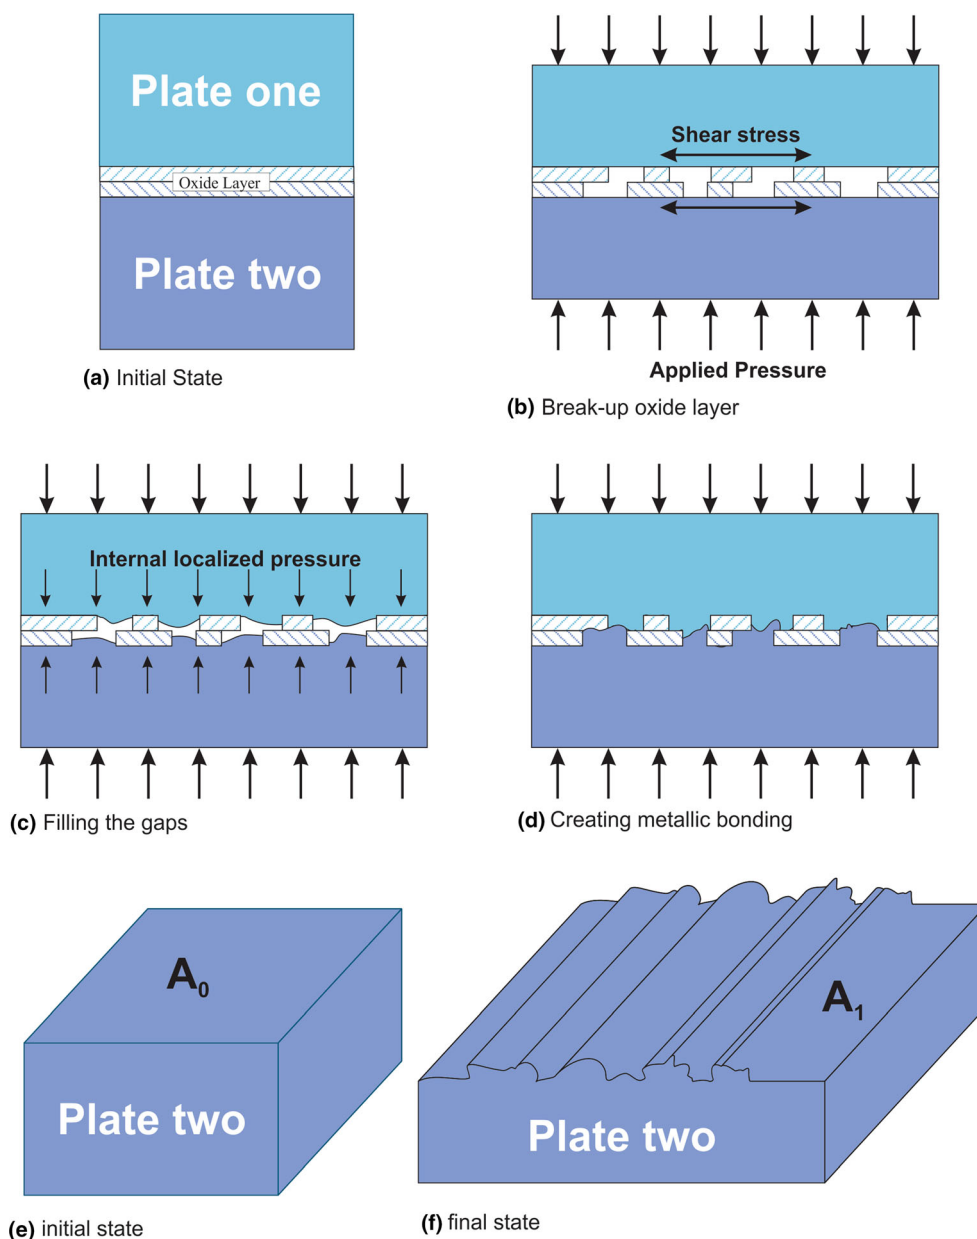 Plate one
Oxide Layer
Plate two
(a) Initial State
Shear stress
Applied Pressure
(b) Break-up oxide layer
Internal localized pressure
(c) Filling the gaps
(d) Creating metallic bonding
A0
Plate two
(e) initial state
A1
Plate two
(f) final state